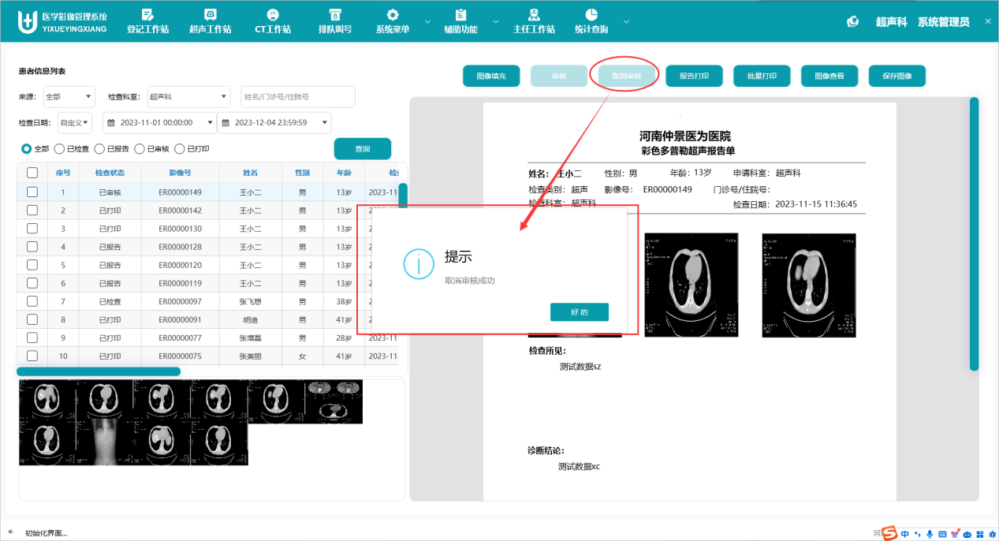 医学影像管理系统
YIXUEYINGXIANG
登记工作站 超声工作站 CT工作站 排队叫号 系统菜单 辅助功能 主任工作站 统计查询
超声科 系统管理员 ×
患者信息列表
图像填充 审核 取消审核 报告打印 批量打印 图像查看 保存图像
来源: 全部 检查科室: 超声科 姓名/门诊号/住院号
检查日期: 自定义 2023-11-01 00:00:00 2023-12-04 23:59:59
全部 已检查 已报告 已审核 已打印 查询
序号 检查状态 影像号 姓名 性别 年龄
1 已审核 ER00000149 王小二 男 13岁 2023-11
2 已打印 ER00000142 王小二 男 13岁
3 已打印 ER00000130 王小二 男 13岁
4 已报告 ER00000128 王小二 男 13岁
5 已报告 ER00000120 王小二 男 13岁
6 已报告 ER00000119 王小二 男 13岁
7 已检查 ER00000097 张飞想 男 38岁
8 已打印 ER00000091 胡迪 男 41岁
9 已打印 ER00000077 张增磊 男 28岁 2023-11
10 已打印 ER00000075 张美丽 女 41岁 2023-11
河南仲景医为医院
彩色多普勒超声报告单
姓名: 王小二 性别: 男 年龄: 13岁 申请科室: 超声科
检查类别: 超声 影像号: ER00000149 门诊号/住院号:
检查科室: 超声科 检查日期: 2023-11-15 11:36:45
提示
取消审核成功
好的
检查所见:
测试数据sz
诊断结论:
测试数据xc
初始化界面...
河
中